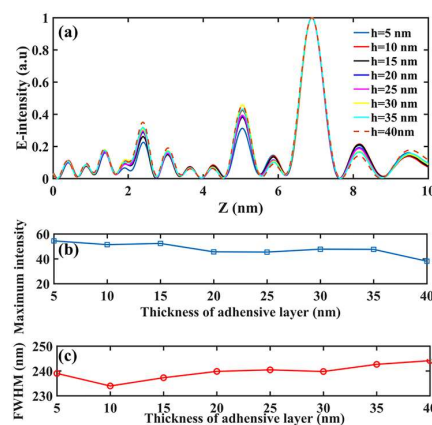 (a)
h=5 nm
h=10 nm
h=15 nm
h=20 nm
h=25 nm
h=30 nm
h=35 nm
h=40nm
E-intensity (a.u)
1
0.8
0.6
0.4
0.2
0
0 2 4 6 8 10
Z (nm)
(b)
Maximum intensity
60
40
20
5 10 15 20 25 30 35 40
Thickness of adhensive layer (nm)
(c)
FWHM (nm)
250
240
230
5 10 15 20 25 30 35 40
Thickness of adhensive layer (nm)